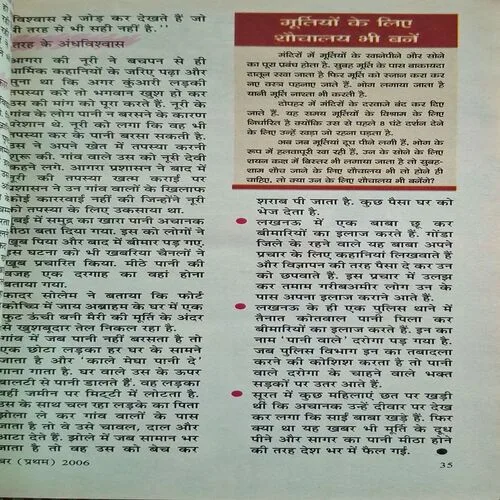 विश्वास से जोड़ कर देखते हैं जो
री तरह से भी सही नहीं है.''
तरह के अंधविश्वास
आगरा की नूरी ने बचपन से ही
धार्मिक कहानियों के जरिए पढ़ा और
सुना था कि अगर कुंआरी लड़की
पस्या करे तो भगवान खुश हो कर
उस की मांग को पूरा करते हैं. नूरी के
गांव के लोग पानी न बरसने के कारण
रेशान थे. नूरी को लगा कि वह भी
तपस्या कर के पानी बरसा सकती है.
उस ने अपने खेत में तपस्या करनी
शुरू की. गांव वाले उस को नूरी देवी
कहने लगे. आगरा प्रशासन ने बाद में
री की तपस्या खत्म कराई पर
प्रशासन ने उन गांव वालों के खिलाफ
कोई काररवाई नहीं की जिन्होंने नूरी
को तपस्या के लिए उकसाया था.
मुंबई में समुद्र का खारा पानी अचानक
मीठा बता दिया गया. इस को लोगों ने
खूब पिया और बाद में बीमार पड़ गए.
इस घटना को भी खबरिया चैनलों ने
खूब प्रचारित किया. मीठे पानी की
वजह एक दरगाह का वहां होना
बताया गया.
कादर सोलेम ने बताया कि फोर्ट
कोच्चि में जाय अब्राहम के घर में एक
फुट ऊंची बनी मैरी की मूर्ति के अंदर
से खुशबूदार तेल निकल रहा है.
गांव में जब पानी नहीं बरसता है तो
एक छोटा लड़का हर घर के सामने
जाता है और 'काले मेघा पानी दे'
गाना गाता है. घर वाले उस के ऊपर
बालटी से पानी डालते हैं. वह लड़का
वहीं जमीन पर मिट्टी में लोटता है.
उस के साथ चल रहा लड़के का पिता
झोला ले कर गांव वालों के पास
जाता है तो वे उसे चावल, दाल और
आटा देते हैं. झोले में जब सामान भर
जाता है तो वह उस को बेच कर
बर (प्रथम) 2006
मूर्तियों के लिए
शौचालय भी बनें
मंदिरों में मूर्तियों के खानेपीने और सोने
का पूरा प्रबंध होता है. सुबह मूर्ति के पास बाकायदा
दातून रखा जाता है फिर मूर्ति को स्नान करा कर
नए वस्त्र पहनाए जाते हैं. भोग लगाया जाता है
यानी मूर्ति नाश्ता भी करती है.
दोपहर में मंदिरों के दरवाजे बंद कर दिए
जाते हैं. यह समय मूर्तियों के विश्राम के लिए
निर्धारित है क्योंकि उस से पहले 8 घंटे दर्शन देने
के लिए उन्हें खड़ा जो रहना पड़ता है.
अब जब मूर्तियां दूध पीने लगी हैं, भोग के
रूप में हलवापूरी खा रही हैं, उन के सोने के लिए
शयन कक्ष में बिस्तर भी लगाया जाता है तो सुबह-
शाम शौच जाने के लिए शौचालय भी तो होने ही
चाहिए, तो क्या उन के लिए शौचालय भी बनेंगे?
शराब पी जाता है. कुछ पैसा घर को
भेज देता है.
● लखनऊ में एक बाबा छू कर
बीमारियों का इलाज करते हैं. गोंडा
जिले के रहने वाले यह बाबा अपने
प्रचार के लिए कहानियां लिखवाते हैं
और विज्ञापन की तरह पैसा दे कर उन
को छपवाते हैं. इस प्रचार में उलझ
कर तमाम गरीबअमीर लोग उन के
पास अपना इलाज कराने आते हैं.
● लखनऊ के ही एक पुलिस थाने में
तैनात कोतवाल पानी पिला कर
बीमारियों का इलाज करते हैं. इन का
नाम 'पानी वाले' दरोगा पड़ गया है.
जब पुलिस विभाग इन का तबादला
करने की कोशिश करता है तो पानी
वाले दरोगा के चाहने वाले भक्त
सड़कों पर उतर आते हैं.
● सूरत में कुछ महिलाएं छत पर खड़ी
थीं कि अचानक उन्हें दीवार पर देख
कर लगा कि साईं बाबा खड़े हैं. फिर
क्या था यह खबर भी मूर्ति के दूध
पीने और सागर का पानी मीठा होने
की तरह देश भर में फैल गई. ●
35